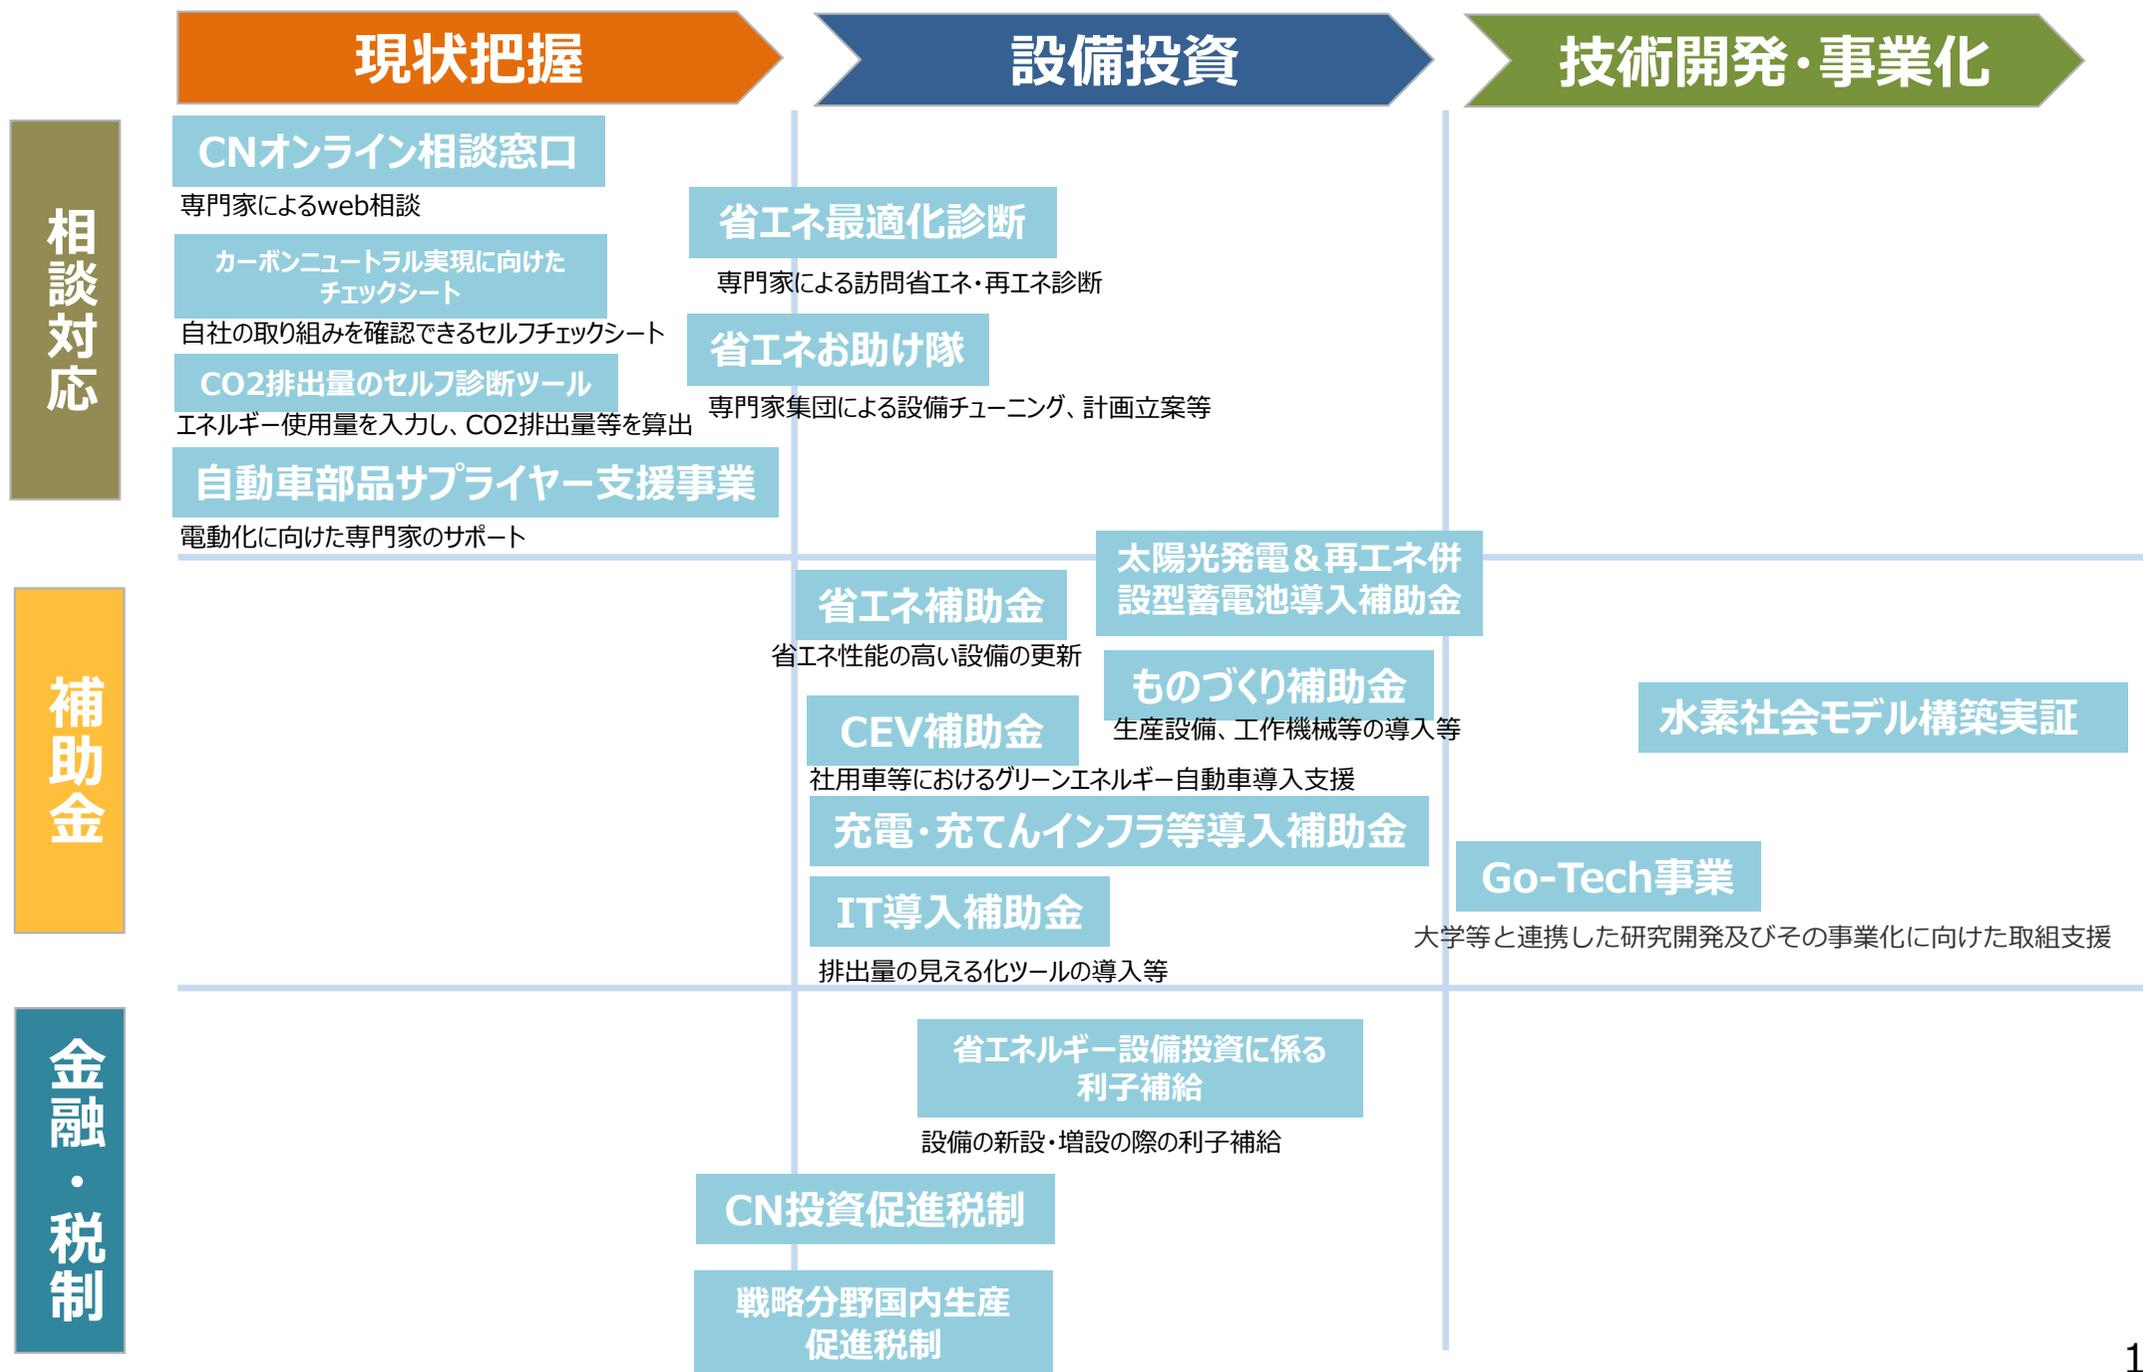 現状把握
設備投資
技術開発・事業化
相談対応
CNオンライン相談窓口
専門家によるweb相談
カーボンニュートラル実現に向けた
チェックシート
自社の取り組みを確認できるセルフチェックシート
CO2排出量のセルフ診断ツール
エネルギー使用量を入力し、CO2排出量等を算出
自動車部品サプライヤー支援事業
電動化に向けた専門家のサポート
省エネ最適化診断
専門家による訪問省エネ・再エネ診断
省エネお助け隊
専門家集団による設備チューニング、計画立案等
補助金
省エネ補助金
省エネ性能の高い設備の更新
太陽光発電＆再エネ併
設型蓄電池導入補助金
ものづくり補助金
生産設備、工作機械等の導入等
CEV補助金
社用車等におけるグリーンエネルギー自動車導入支援
充電・充てんインフラ等導入補助金
IT導入補助金
排出量の見える化ツールの導入等
水素社会モデル構築実証
Go-Tech事業
大学等と連携した研究開発及びその事業化に向けた取組支援
金融・税制
省エネルギー設備投資に係る
利子補給
設備の新設・増設の際の利子補給
CN投資促進税制
戦略分野国内生産
促進税制
1